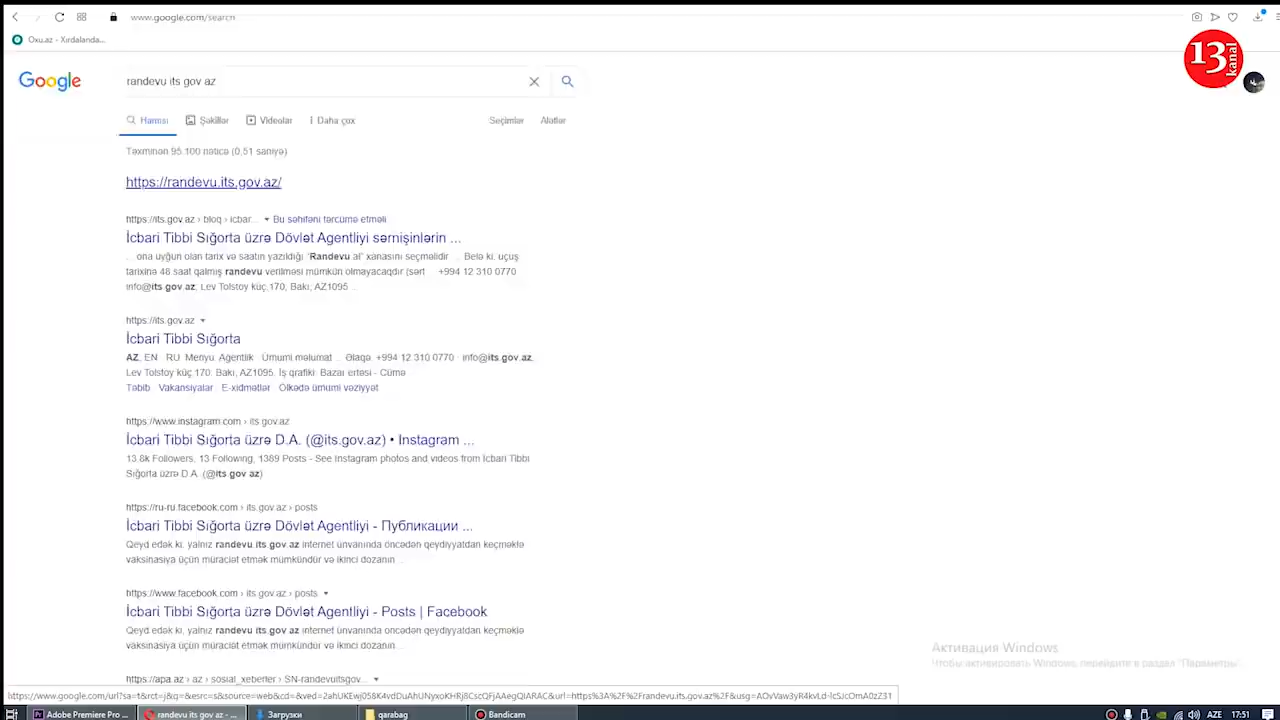 www.google.com/search
Oxu.az - Xırdalanda...
13
kanal
Google
randevu its gov az
Hamısı
Şəkillər
Videolar
Daha çox
Seçimlər
Alətlər
Təxminən 95.100 nəticə (0,51 saniyə)
https://randevu.its.gov.az/
https://its.gov.az › bloq › icbar... Bu səhifəni tərcümə etməli
İcbari Tibbi Sığorta üzrə Dövlət Agentliyi sərnişinlərin ...
... ona uyğun olan tarix və saatın yazıldığı "Randevu al" xanasını seçməlidir ... Belə ki, uçuş
tarixinə 48 saat qalmış randevu verilməsi mümkün olmayacaqdır (şərt ... +994 12 310 0770
info@its.gov.az; Lev Tolstoy küç,170, Bakı, AZ1095 ...
https://its.gov.az
İcbari Tibbi Sığorta
AZ; EN · RU. Menyu. Agentlik · Ümumi məlumat ... Əlaqə. +994 12 310 0770 · info@its.gov.az;
Lev Tolstoy küç.170. Bakı, AZ1095. İş qrafiki: Bazar ertəsi - Cümə
Təbib Vakansiyalar E-xidmətlər Ölkədə ümumi vəziyyət
https://www.instagram.com › its.gov.az
İcbari Tibbi Sığorta üzrə D.A. (@its.gov.az) • Instagram ...
13.8k Followers, 13 Following, 1389 Posts - See Instagram photos and videos from İcbari Tibbi
Sığorta üzrə D.A. (@its.gov.az)
https://ru-ru.facebook.com › its.gov.az › posts
İcbari Tibbi Sığorta üzrə Dövlət Agentliyi - Публикации ...
Qeyd edək ki, yalnız randevu.its.gov.az internet ünvanında öncədən qeydiyyatdan keçməklə
vaksinasiya üçün müraciət etmək mümkündür və ikinci dozanın ...
https://www.facebook.com › its.gov.az › posts
İcbari Tibbi Sığorta üzrə Dövlət Agentliyi - Posts | Facebook
Qeyd edək ki, yalnız randevu.its.gov.az internet ünvanında öncədən qeydiyyatdan keçməklə
vaksinasiya üçün müraciət etmək mümkündür və ikinci dozanın ...
https://apa.az › az › sosial_xeberler › SN-randevuitsgov...
Активация Windows
Чтобы активировать Windows, перейдите в раздел "Параметры".
Adobe Premiere Pro ...
randevu its gov az - ...
Загрузки
qarabag
Bandicam
AZE
17:51